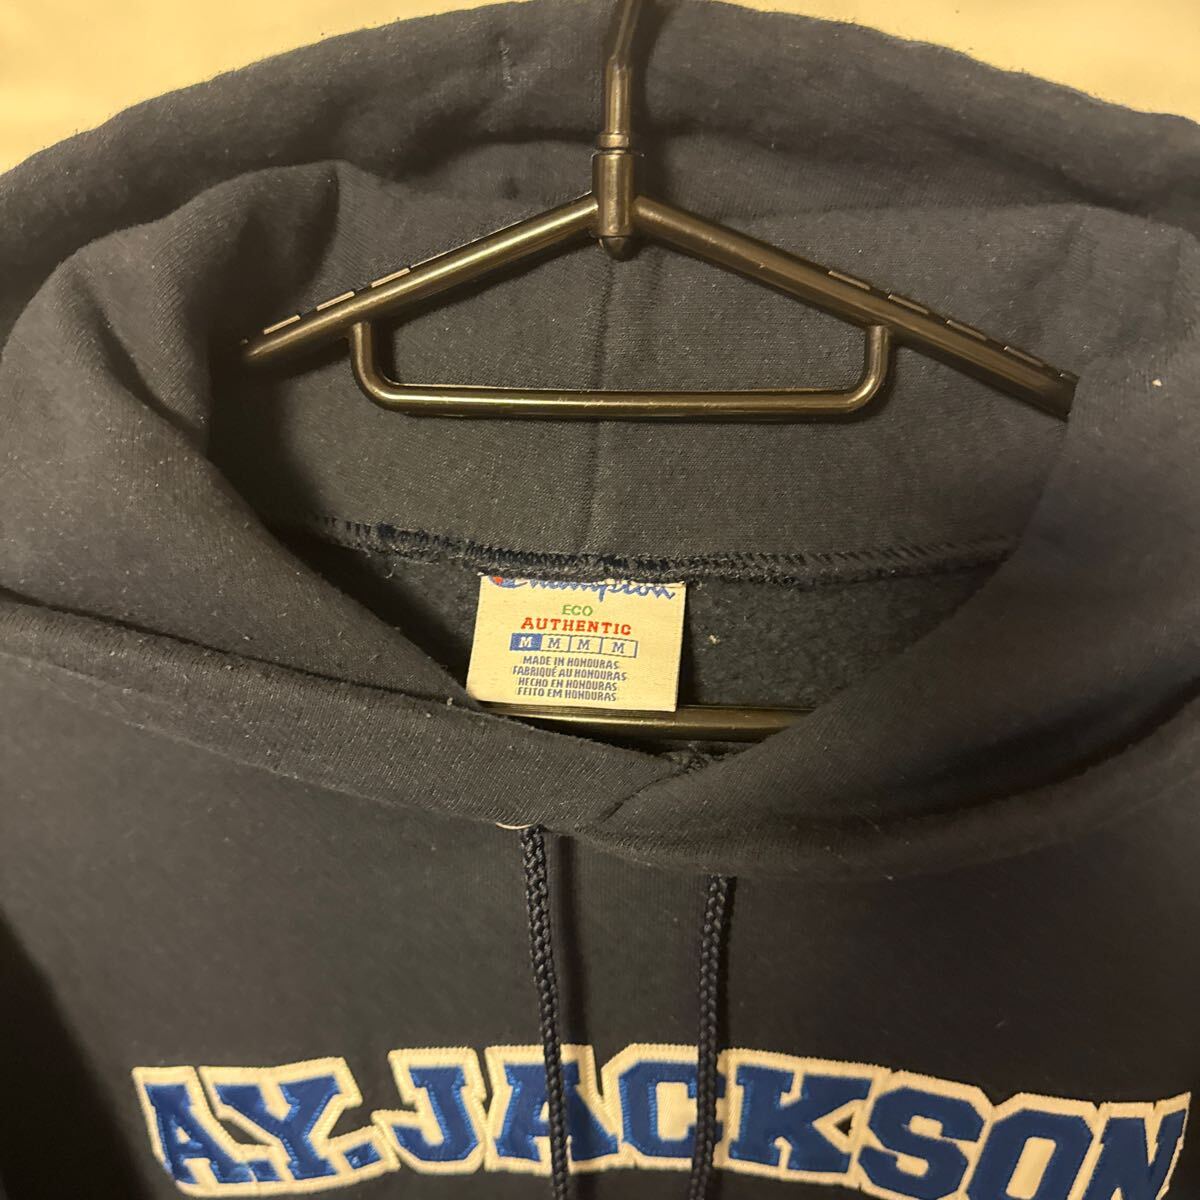 Champion
ECO
AUTHENTIC
M M M M
MADE IN HONDURAS
FABRIQUÉ AU HONDURAS
HECHO EN HONDURAS
FEITO EM HONDURAS
A.Y. JACKSON